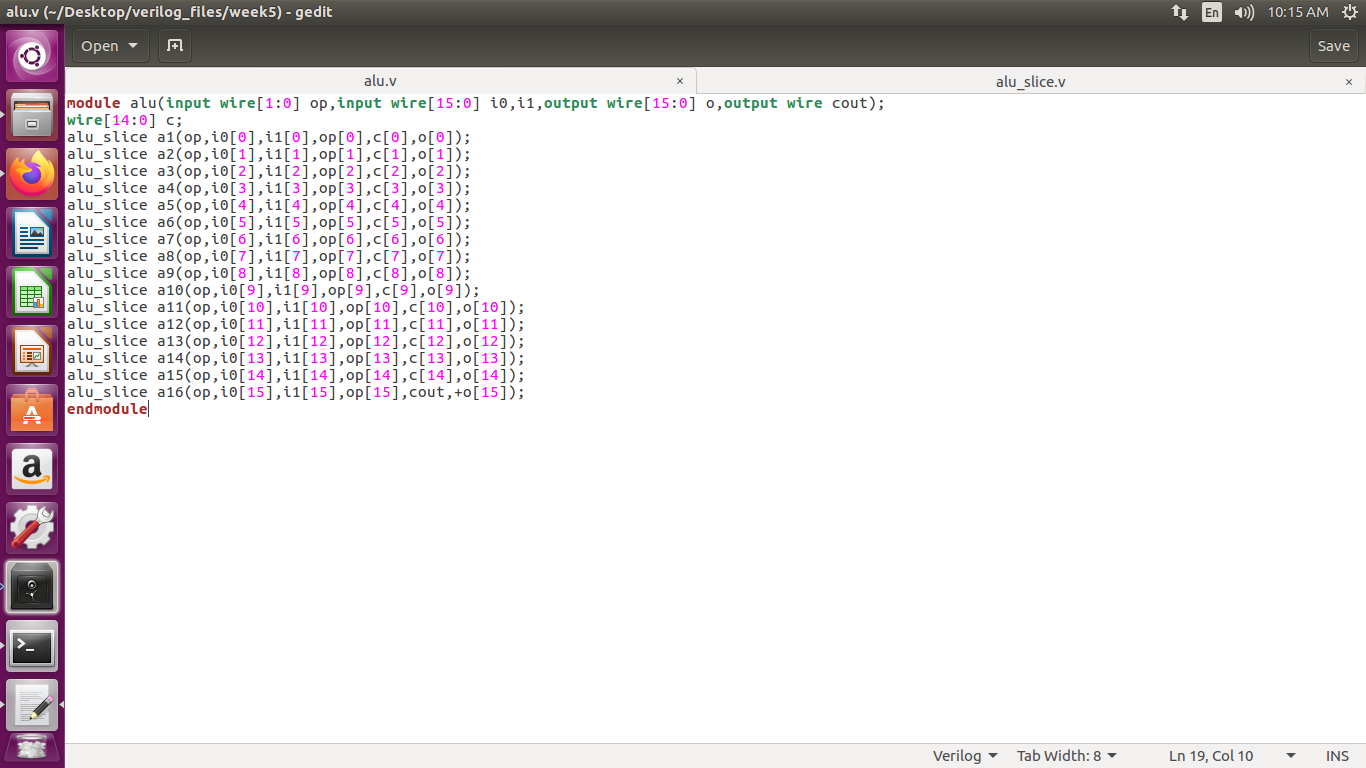 alu.v (~/Desktop/verilog_files/week5) - gedit
En
10:15 AM
Open
Save
alu.v ×
alu_slice.v ×
module alu(input wire[1:0] op,input wire[15:0] i0,i1,output wire[15:0] o,output wire cout);
wire[14:0] c;
alu_slice a1(op,i0[0],i1[0],op[0],c[0],o[0]);
alu_slice a2(op,i0[1],i1[1],op[1],c[1],o[1]);
alu_slice a3(op,i0[2],i1[2],op[2],c[2],o[2]);
alu_slice a4(op,i0[3],i1[3],op[3],c[3],o[3]);
alu_slice a5(op,i0[4],i1[4],op[4],c[4],o[4]);
alu_slice a6(op,i0[5],i1[5],op[5],c[5],o[5]);
alu_slice a7(op,i0[6],i1[6],op[6],c[6],o[6]);
alu_slice a8(op,i0[7],i1[7],op[7],c[7],o[7]);
alu_slice a9(op,i0[8],i1[8],op[8],c[8],o[8]);
alu_slice a10(op,i0[9],i1[9],op[9],c[9],o[9]);
alu_slice a11(op,i0[10],i1[10],op[10],c[10],o[10]);
alu_slice a12(op,i0[11],i1[11],op[11],c[11],o[11]);
alu_slice a13(op,i0[12],i1[12],op[12],c[12],o[12]);
alu_slice a14(op,i0[13],i1[13],op[13],c[13],o[13]);
alu_slice a15(op,i0[14],i1[14],op[14],c[14],o[14]);
alu_slice a16(op,i0[15],i1[15],op[15],cout,+o[15]);
endmodule
Verilog
Tab Width: 8
Ln 19, Col 10
INS